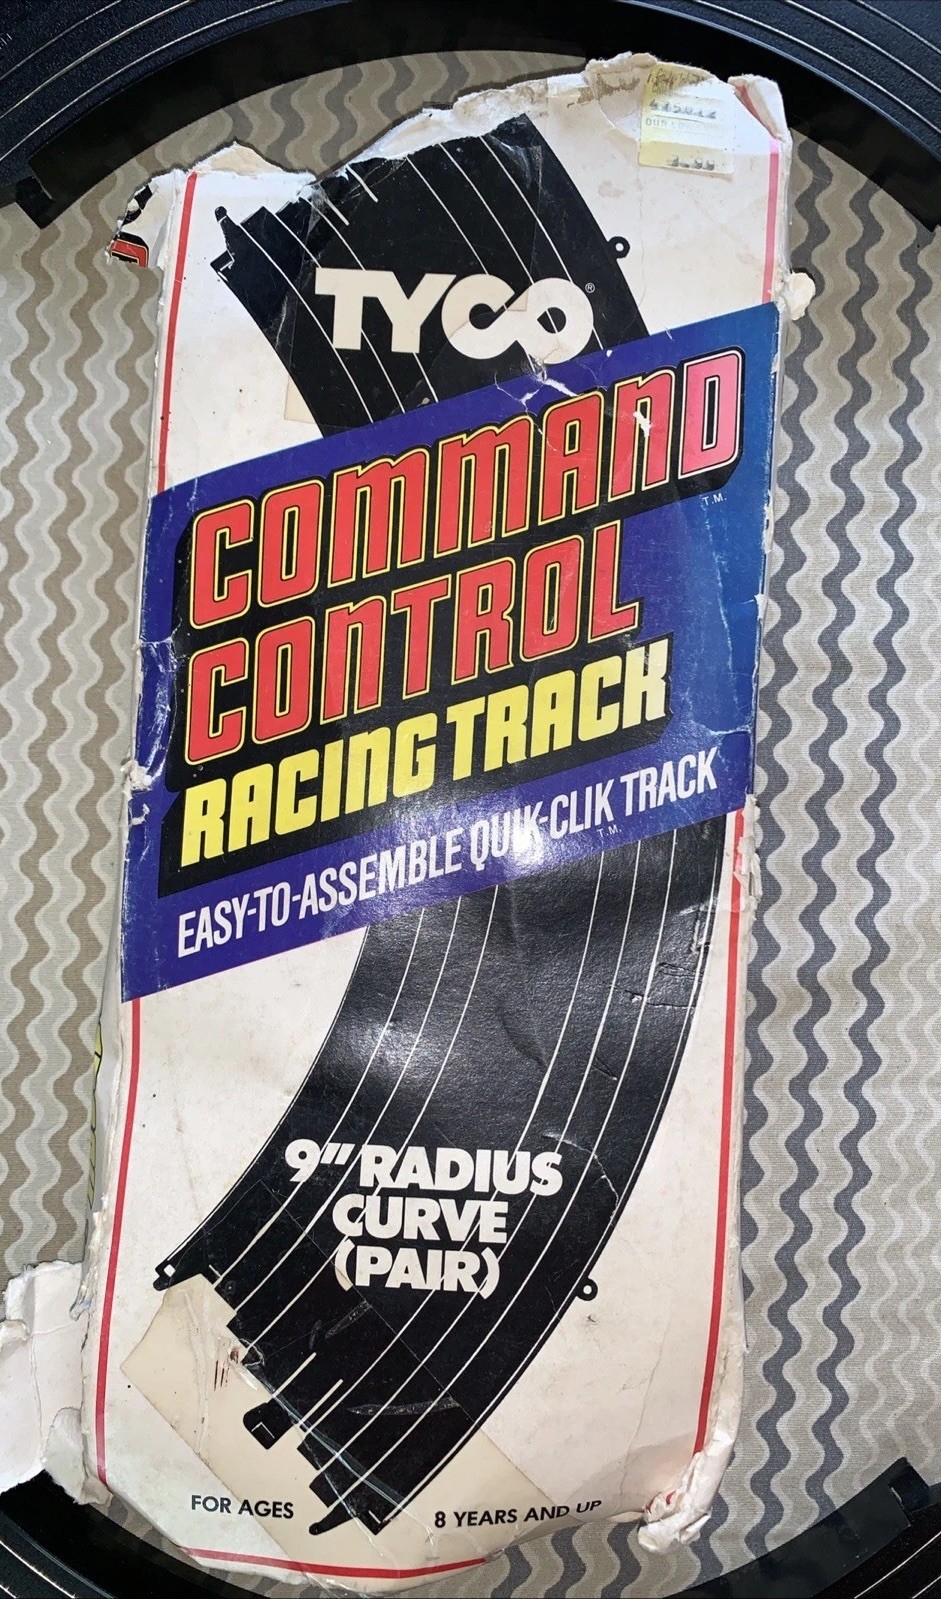 OUR
TYCO®
COMMAND
CONTROL T.M.
RACING TRACK
EASY-TO-ASSEMBLE QUIK-CLIK TRACK
T.M.
9" RADIUS
CURVE
(PAIR)
FOR AGES 8 YEARS AND UP